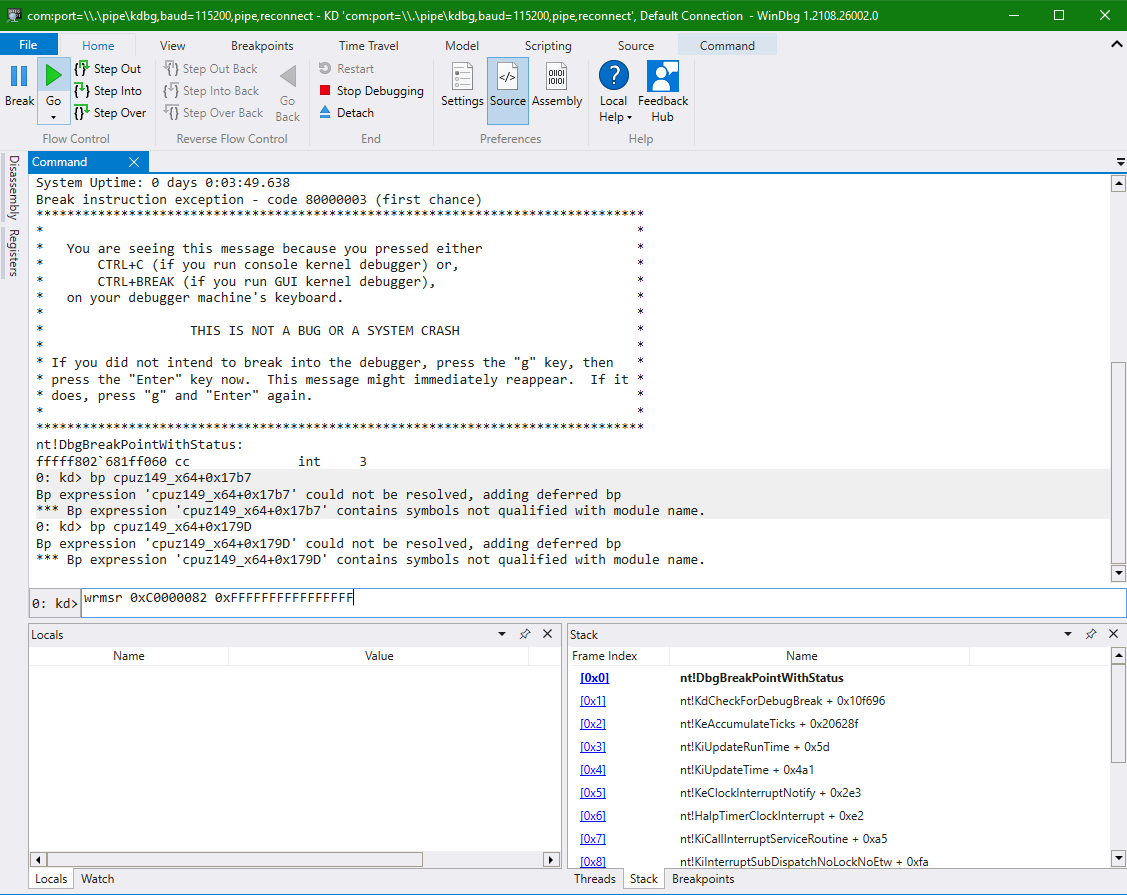 com:port=\\.\pipe\kdbg,baud=115200,pipe,reconnect - KD 'com:port=\\.\pipe\kdbg,baud=115200,pipe,reconnect', Default Connection - WinDbg 1.2108.26002.0
File Home View Breakpoints Time Travel Model Scripting Source Command
Break
Go
Step Out
Step Into
Step Over
Flow Control
Step Out Back
Step Into Back
Step Over Back
Go Back
Reverse Flow Control
Restart
Stop Debugging
Detach
End
Settings
Source
Assembly
Preferences
Local
Help
Feedback
Hub
Help
Disassembly
Registers
Command
System Uptime: 0 days 0:03:49.638
Break instruction exception - code 80000003 (first chance)
*******************************************************************************
* *
* You are seeing this message because you pressed either *
* CTRL+C (if you run console kernel debugger) or, *
* CTRL+BREAK (if you run GUI kernel debugger), *
* on your debugger machine's keyboard. *
* *
* THIS IS NOT A BUG OR A SYSTEM CRASH *
* *
* If you did not intend to break into the debugger, press the "g" key, then *
* press the "Enter" key now. This message might immediately reappear. If it *
* does, press "g" and "Enter" again. *
* *
*******************************************************************************
nt!DbgBreakPointWithStatus:
fffff802`681ff060 cc int 3
0: kd> bp cpuz149_x64+0x17b7
Bp expression 'cpuz149_x64+0x17b7' could not be resolved, adding deferred bp
*** Bp expression 'cpuz149_x64+0x17b7' contains symbols not qualified with module name.
0: kd> bp cpuz149_x64+0x179D
Bp expression 'cpuz149_x64+0x179D' could not be resolved, adding deferred bp
*** Bp expression 'cpuz149_x64+0x179D' contains symbols not qualified with module name.
0: kd> wrmsr 0xC0000082 0xFFFFFFFFFFFFFFFF
Locals
Name Value
Locals Watch
Stack
Frame Index Name
[0x0] nt!DbgBreakPointWithStatus
[0x1] nt!KdCheckForDebugBreak + 0x10f696
[0x2] nt!KeAccumulateTicks + 0x20628f
[0x3] nt!KiUpdateRunTime + 0x5d
[0x4] nt!KiUpdateTime + 0x4a1
[0x5] nt!KeClockInterruptNotify + 0x2e3
[0x6] nt!HalpTimerClockInterrupt + 0xe2
[0x7] nt!KiCallInterruptServiceRoutine + 0xa5
[0x8] nt!KiInterruptSubDispatchNoLockNoEtw + 0xfa
Threads Stack Breakpoints